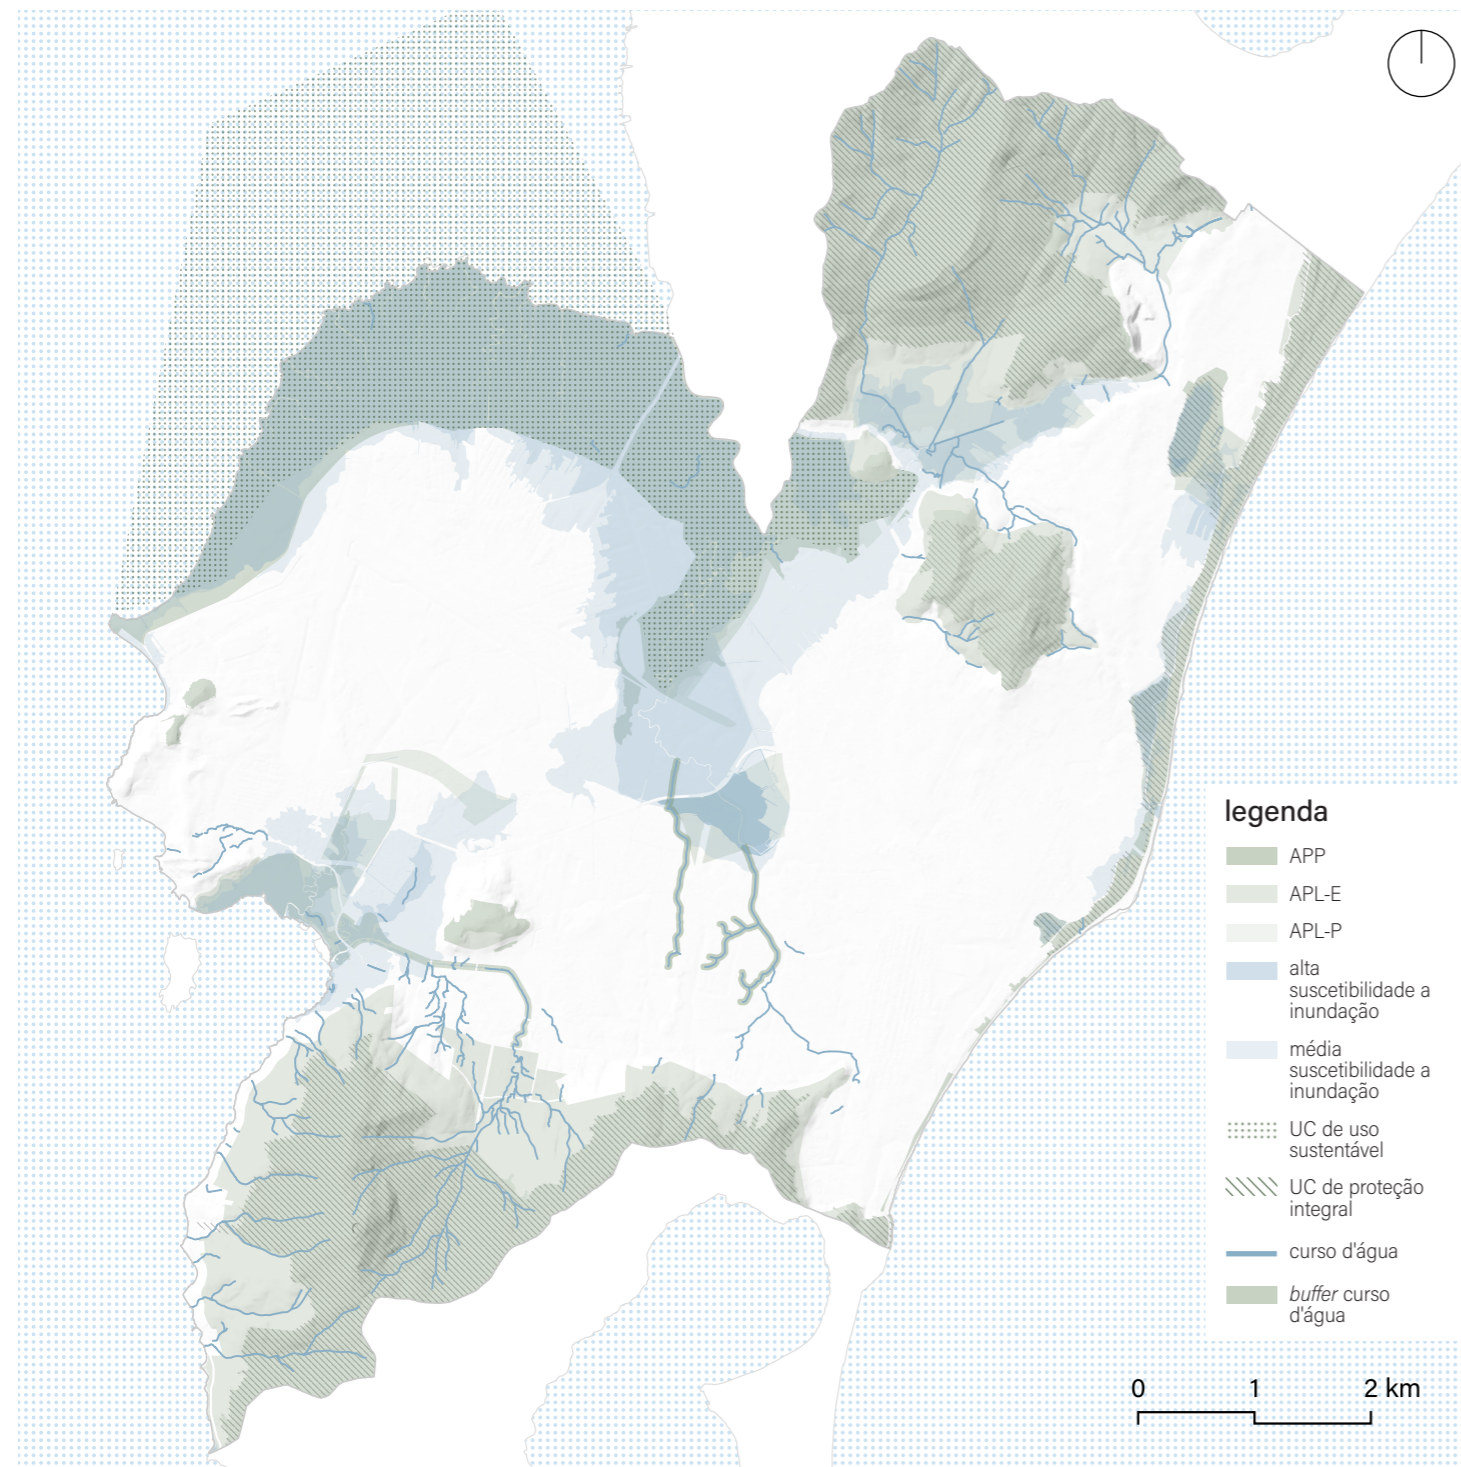 legenda
APP
APL-E
APL-P
alta
suscetibilidade a
inundação
média
suscetibilidade a
inundação
UC de uso
sustentável
UC de proteção
integral
curso d'água
buffer curso
d'água
0 1 2 km